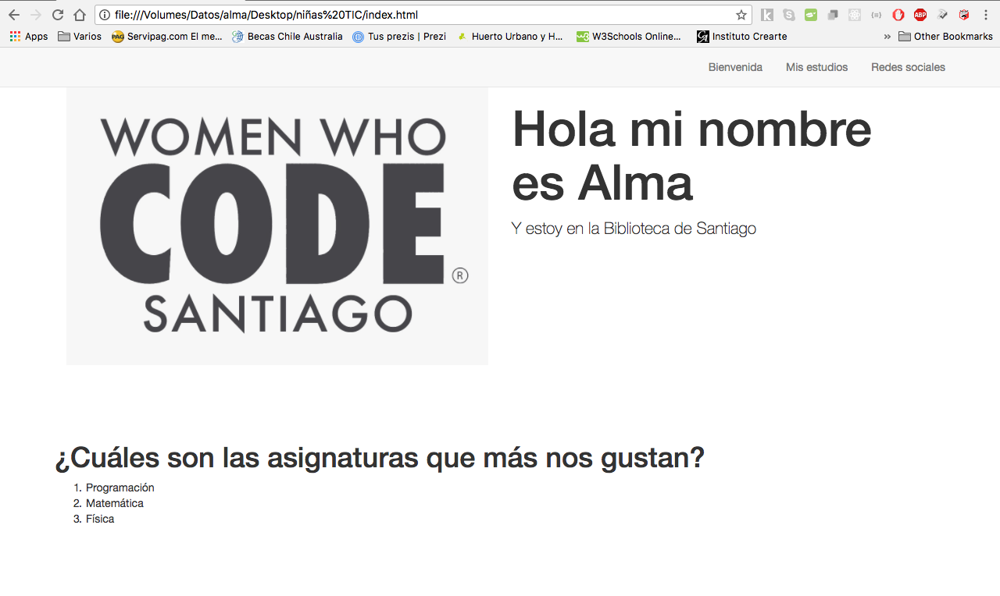 file:///Volumes/Datos/alma/Desktop/niñas%20TIC/index.html
Apps Varios Servipag.com El me... Becas Chile Australia Tus prezis | Prezi Huerto Urbano y H... W3Schools Online... Instituto Crearte » Other Bookmarks
Bienvenida Mis estudios Redes sociales
WOMEN WHO
CODE
®
SANTIAGO
Hola mi nombre
es Alma
Y estoy en la Biblioteca de Santiago
¿Cuáles son las asignaturas que más nos gustan?
1. Programación
2. Matemática
3. Física